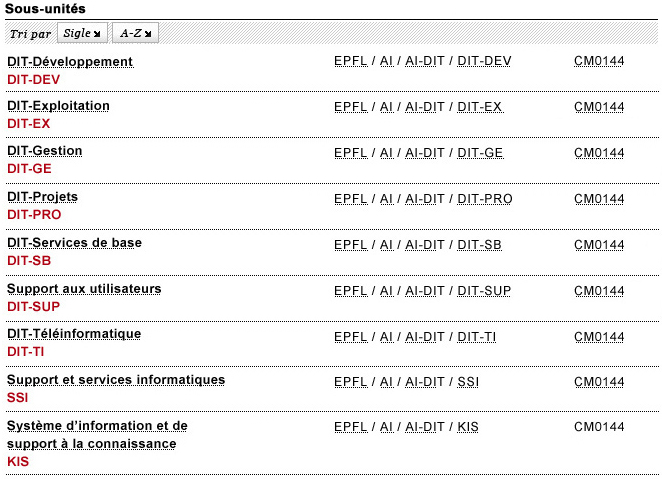 Sous-unités
Tri par Sigle A-Z
DIT-Développement EPFL / AI / AI-DIT / DIT-DEV CM0144
DIT-DEV
DIT-Exploitation EPFL / AI / AI-DIT / DIT-EX CM0144
DIT-EX
DIT-Gestion EPFL / AI / AI-DIT / DIT-GE CM0144
DIT-GE
DIT-Projets EPFL / AI / AI-DIT / DIT-PRO CM0144
DIT-PRO
DIT-Services de base EPFL / AI / AI-DIT / DIT-SB CM0144
DIT-SB
Support aux utilisateurs EPFL / AI / AI-DIT / DIT-SUP CM0144
DIT-SUP
DIT-Téléinformatique EPFL / AI / AI-DIT / DIT-TI CM0144
DIT-TI
Support et services informatiques EPFL / AI / AI-DIT / SSI CM0144
SSI
Système d'information et de EPFL / AI / AI-DIT / KIS CM0144
support à la connaissance
KIS